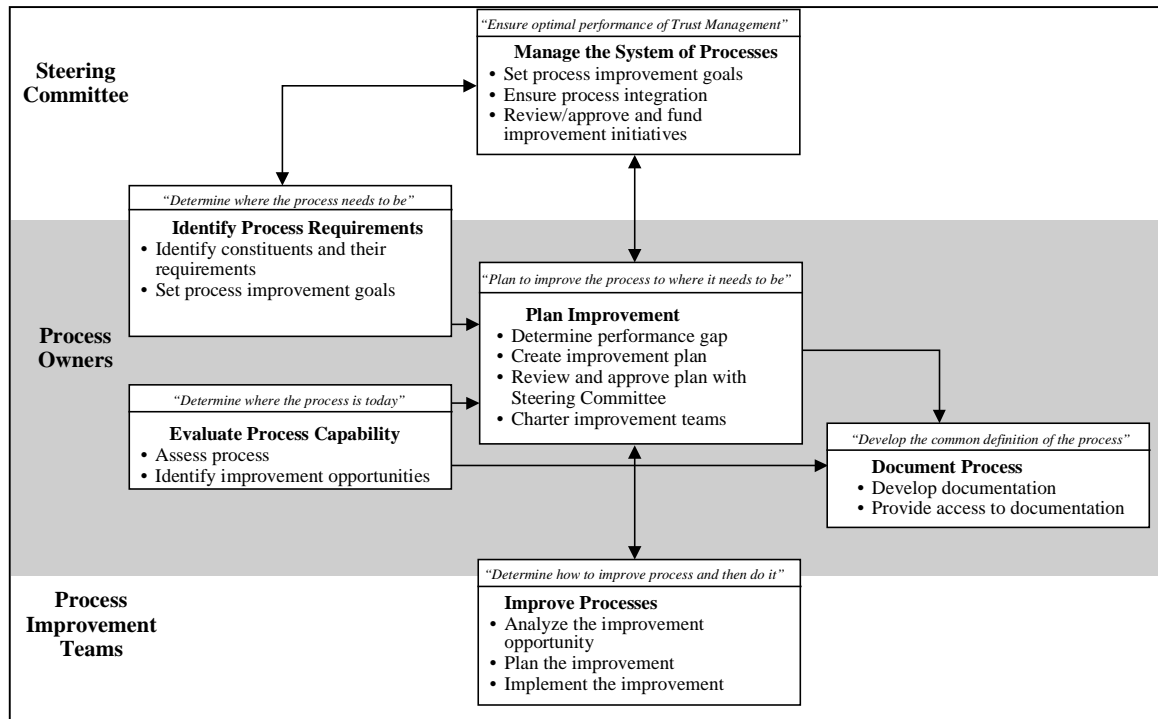 “Ensure optimal performance of Trust Management”
Manage the System of Processes
• Set process improvement goals
• Ensure process integration
• Review/approve and fund
improvement initiatives
Steering
Committee
“Determine where the process needs to be”
Identify Process Requirements
• Identify constituents and their
requirements
• Set process improvement goals
“Plan to improve the process to where it needs to be”
Plan Improvement
• Determine performance gap
• Create improvement plan
• Review and approve plan with
Steering Committee
• Charter improvement teams
Process
Owners
“Determine where the process is today”
Evaluate Process Capability
• Assess process
• Identify improvement opportunities
“Develop the common definition of the process”
Document Process
• Develop documentation
• Provide access to documentation
“Determine how to improve process and then do it”
Improve Processes
• Analyze the improvement
opportunity
• Plan the improvement
• Implement the improvement
Process
Improvement
Teams